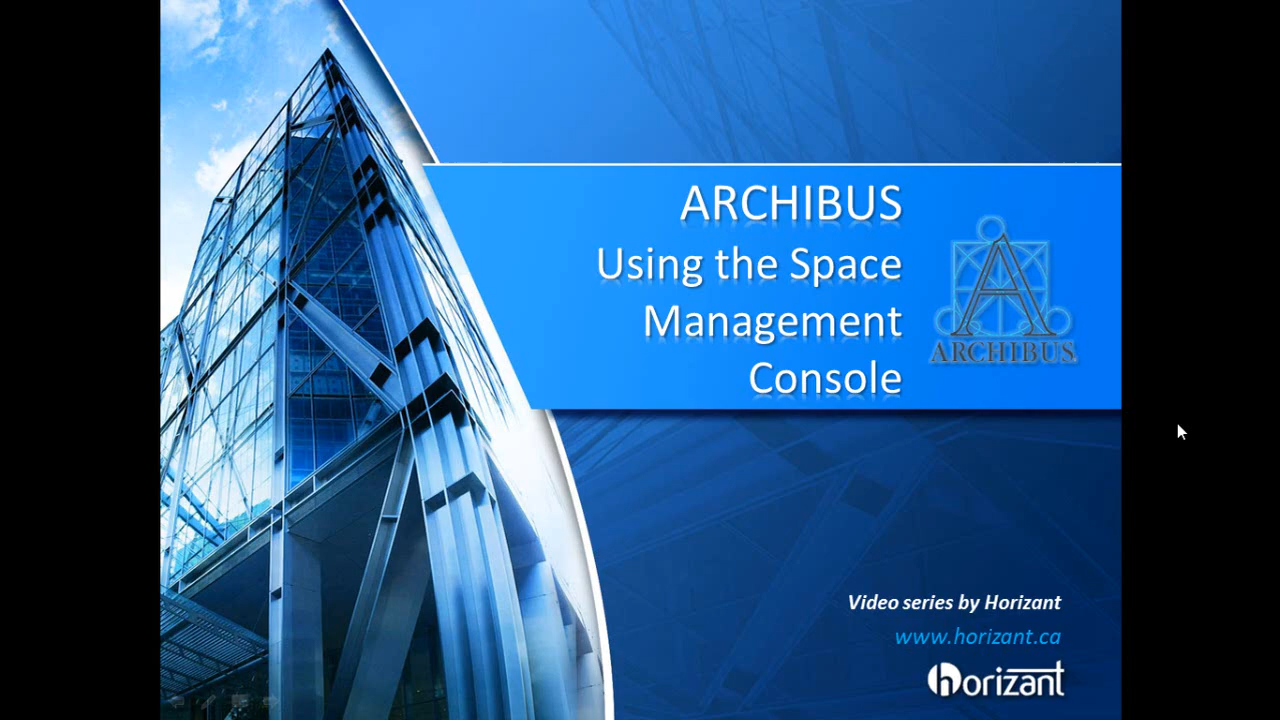 ARCHIBUS
Using the Space
Management
Console
ARCHIBUS
Video series by Horizant
www.horizant.ca
horizant